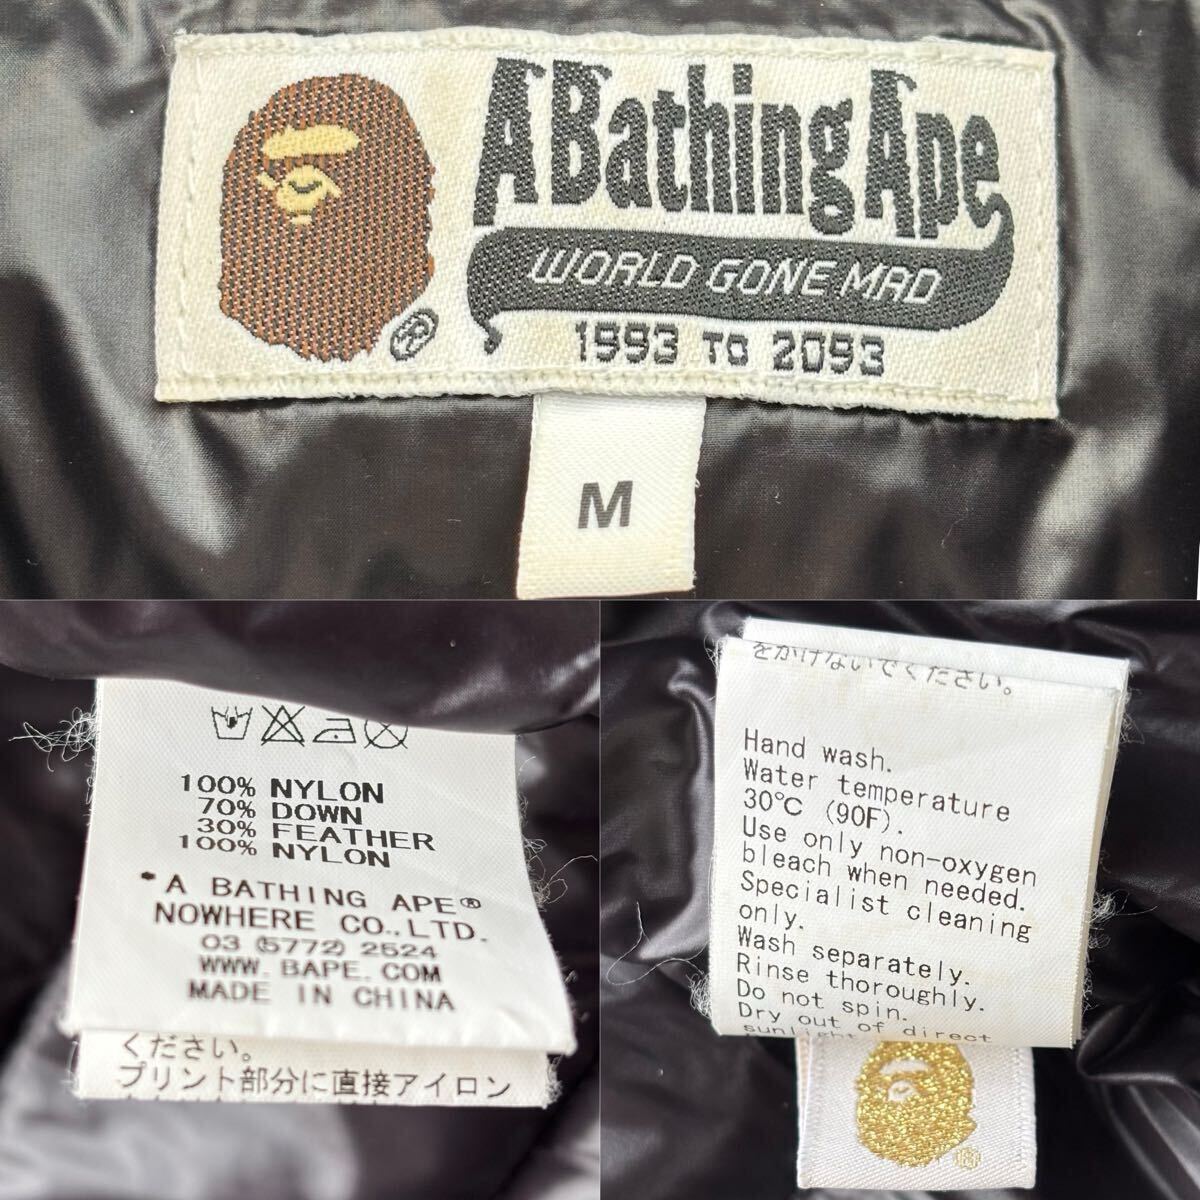 A Bathing Ape
WORLD GONE MAD
1993 TO 2093
®
M
100% NYLON
70% DOWN
30% FEATHER
100% NYLON
•A BATHING APE®
NOWHERE CO.,LTD.
03 (5772) 2524
WWW.BAPE.COM
MADE IN CHINA
ください。
プリント部分に直接アイロン
をかけないでください。
Hand wash.
Water temperature
30℃ (90F).
Use only non-oxygen
bleach when needed.
Specialist cleaning
only.
Wash separately.
Rinse thoroughly.
Do not spin.
Dry out of direct
sunlight
®